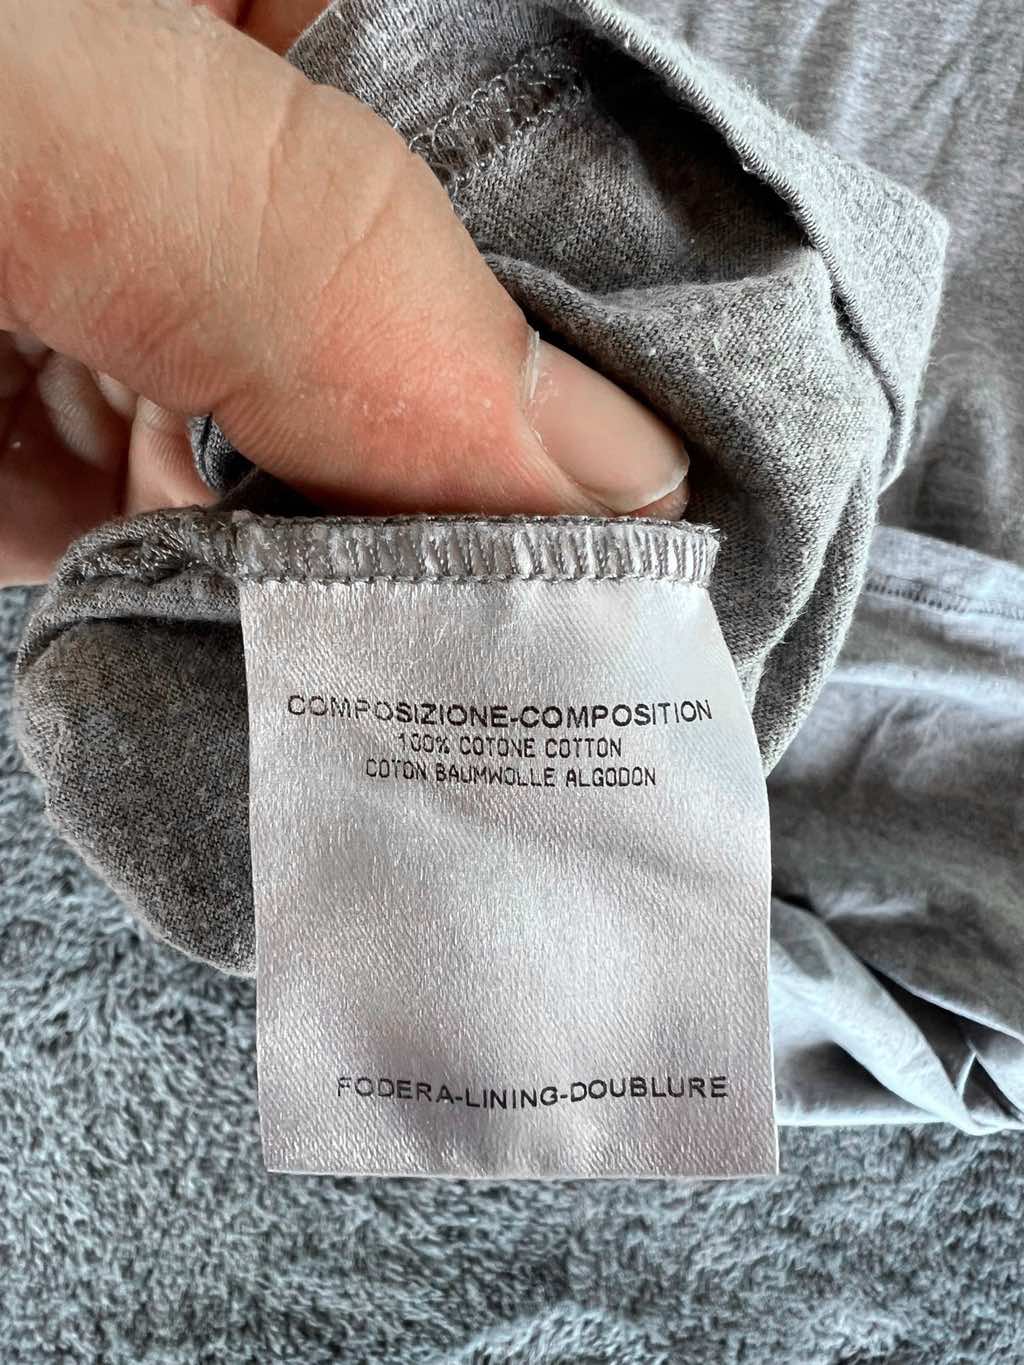 COMPOSIZIONE-COMPOSITION
100% COTONE COTTON
COTON BAUMWOLLE ALGODON
FODERA-LINING-DOUBLURE